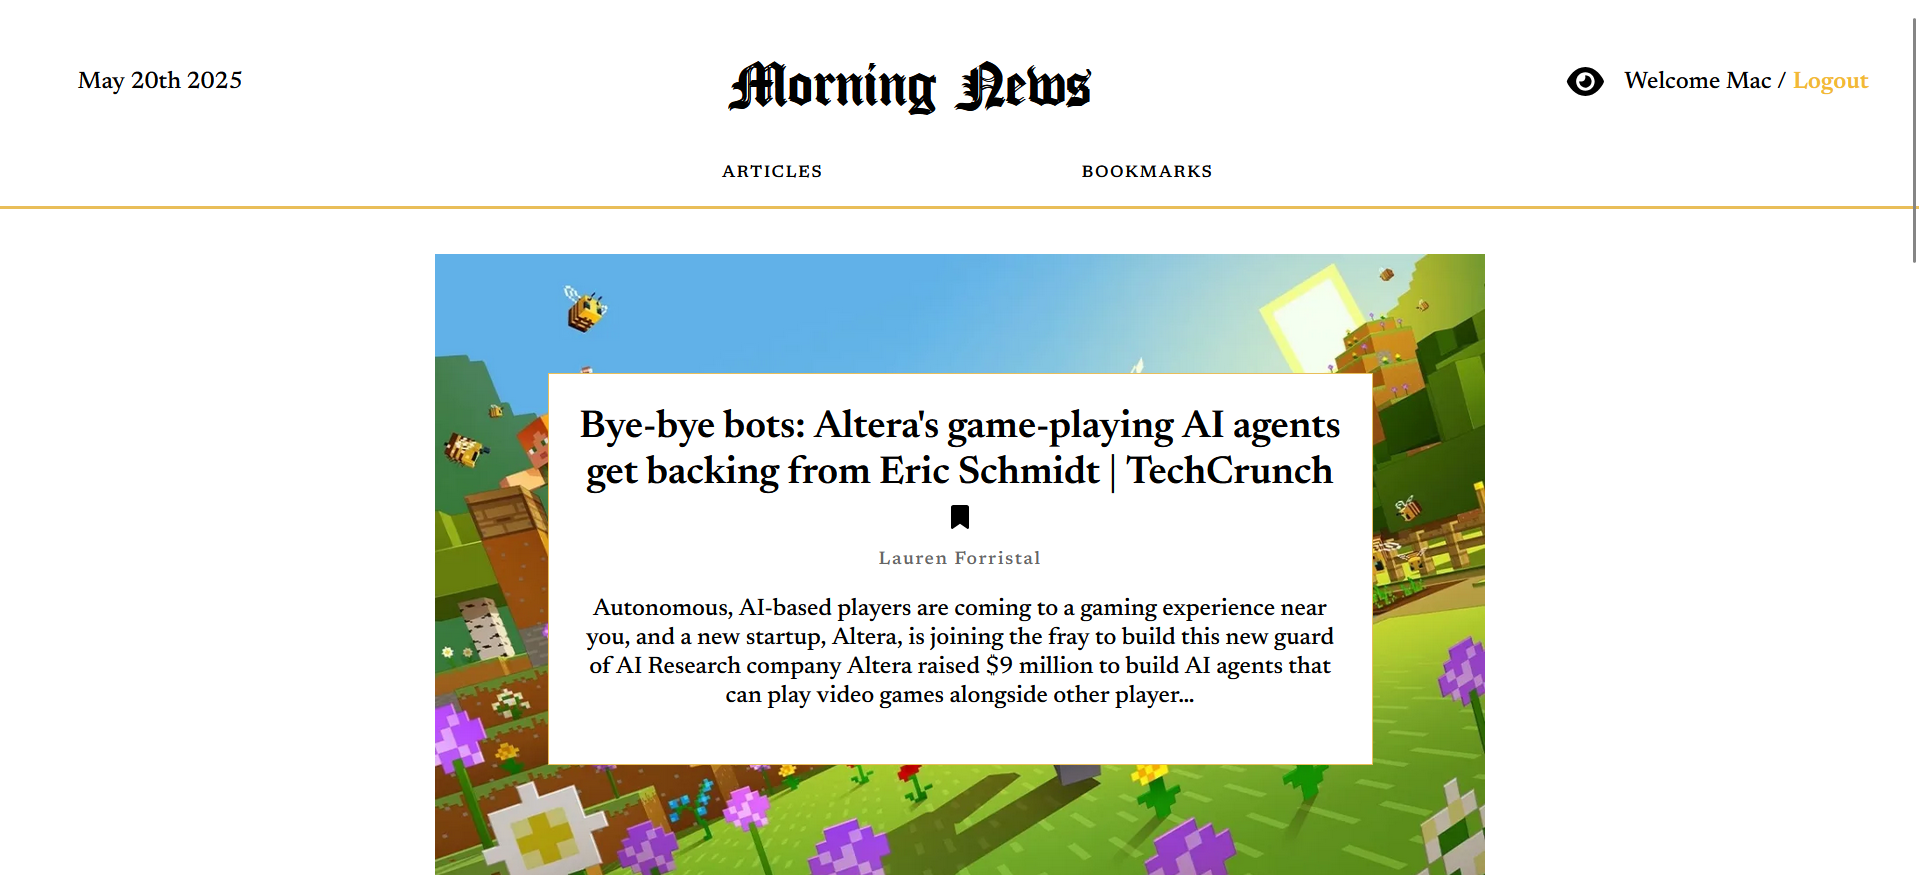 May 20th 2025
Morning News
Welcome Mac / Logout
ARTICLES
BOOKMARKS
Bye-bye bots: Altera's game-playing AI agents
get backing from Eric Schmidt | TechCrunch
Lauren Forristal
Autonomous, AI-based players are coming to a gaming experience near
you, and a new startup, Altera, is joining the fray to build this new guard
of AI Research company Altera raised $9 million to build AI agents that
can play video games alongside other player...